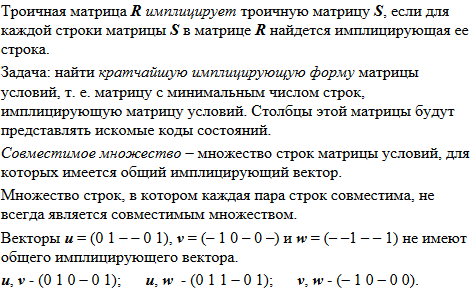 Троичная матрица R имплицирует троичную матрицу S, если для
каждой строки матрицы S в матрице R найдется имплицирующая ее
строка.
Задача: найти кратчайшую имплицирующую форму матрицы
условий, т. е. матрицу с минимальным числом строк,
имплицирующую матрицу условий. Столбцы этой матрицы будут
представлять искомые коды состояний.
Совместимое множество – множество строк матрицы условий, для
которых имеется общий имплицирующий вектор.
Множество строк, в котором каждая пара строк совместима, не
всегда является совместимым множеством.
Векторы u = (0 1 – – 0 1), v = (– 1 0 – 0 –) и w = (– –1 – – 1) не имеют
общего имплицирующего вектора.
u, v - (0 1 0 – 0 1); u, w - (0 1 1 – 0 1); v, w - (– 1 0 – 0 0).